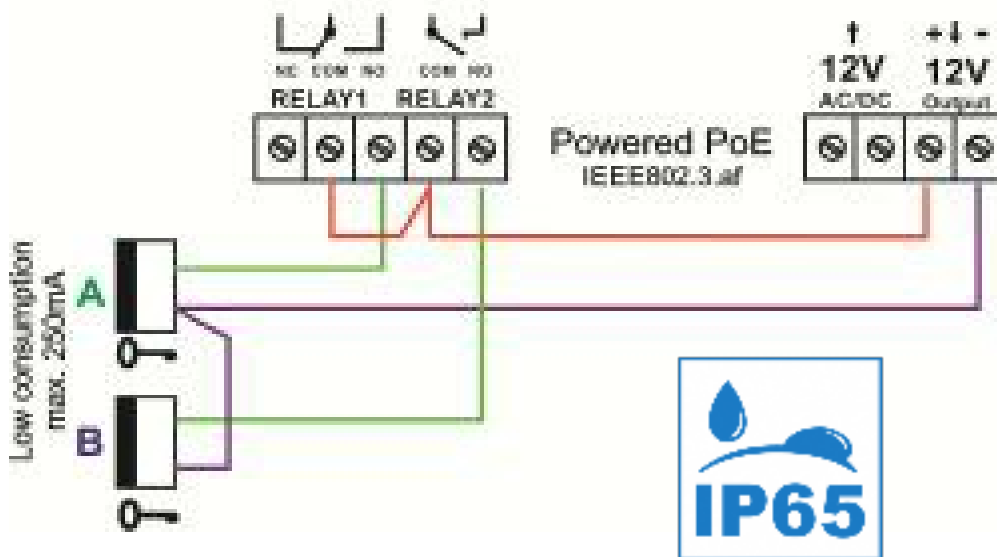 NC COM NO COM NO
RELAY1 RELAY2
12V 12V
AC/DC Output
+ -
Powered PoE
IEEE802.3.af
Low consumption
max. 250mA
A
B
IP65